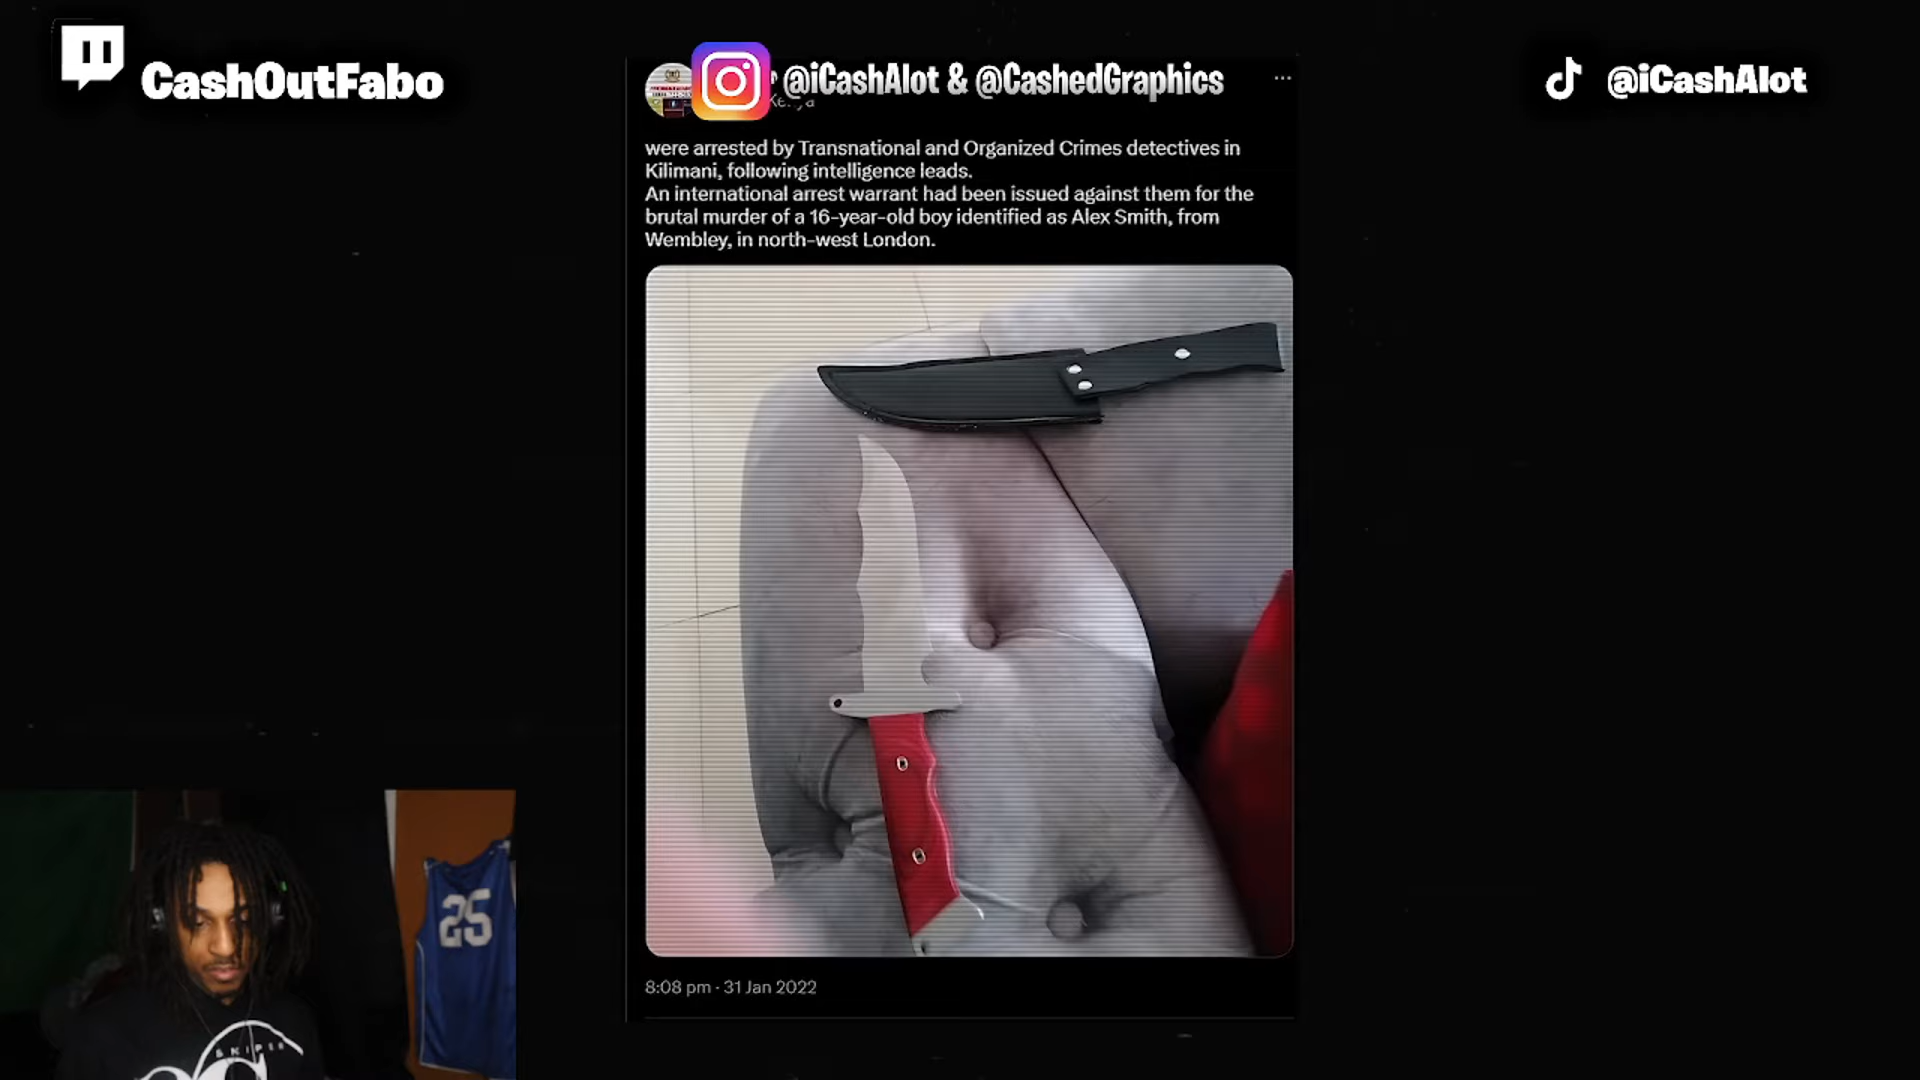 CashOutFabo
@iCashAlot & @CashedGraphics
@iCashAlot
were arrested by Transnational and Organized Crimes detectives in
Kilimani, following intelligence leads.
An international arrest warrant had been issued against them for the
brutal murder of a 16-year-old boy identified as Alex Smith, from
Wembley, in north-west London.
25
SNIPER
8:08 pm · 31 Jan 2022